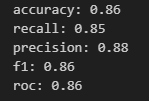 accuracy: 0.86
recall: 0.85
precision: 0.88
f1: 0.86
roc: 0.86